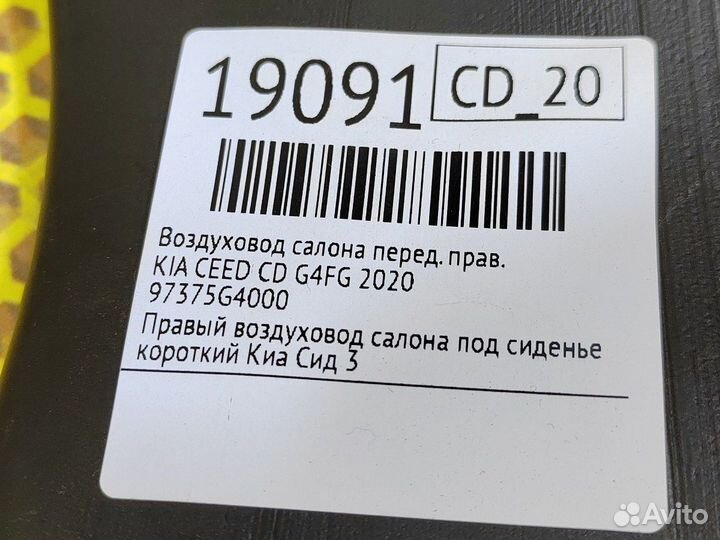 19091
CD_20
Воздуховод салона перед. прав.
KIA CEED CD G4FG 2020
97375G4000
Правый воздуховод салона под сиденье
короткий Киа Сид 3
Avito